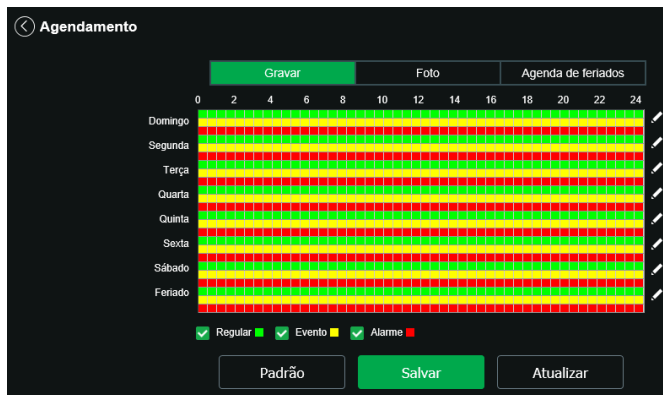 Agendamento
Gravar Foto Agenda de feriados
0 2 4 6 8 10 12 14 16 18 20 22 24
Domingo
Segunda
Terça
Quarta
Quinta
Sexta
Sábado
Feriado
Regular Evento Alarme
Padrão Salvar Atualizar